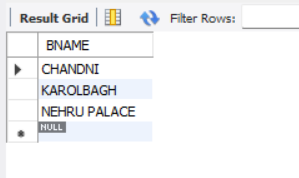 Result Grid Filter Rows:
BNAME
CHANDNI
KAROLBAGH
NEHRU PALACE
NULL